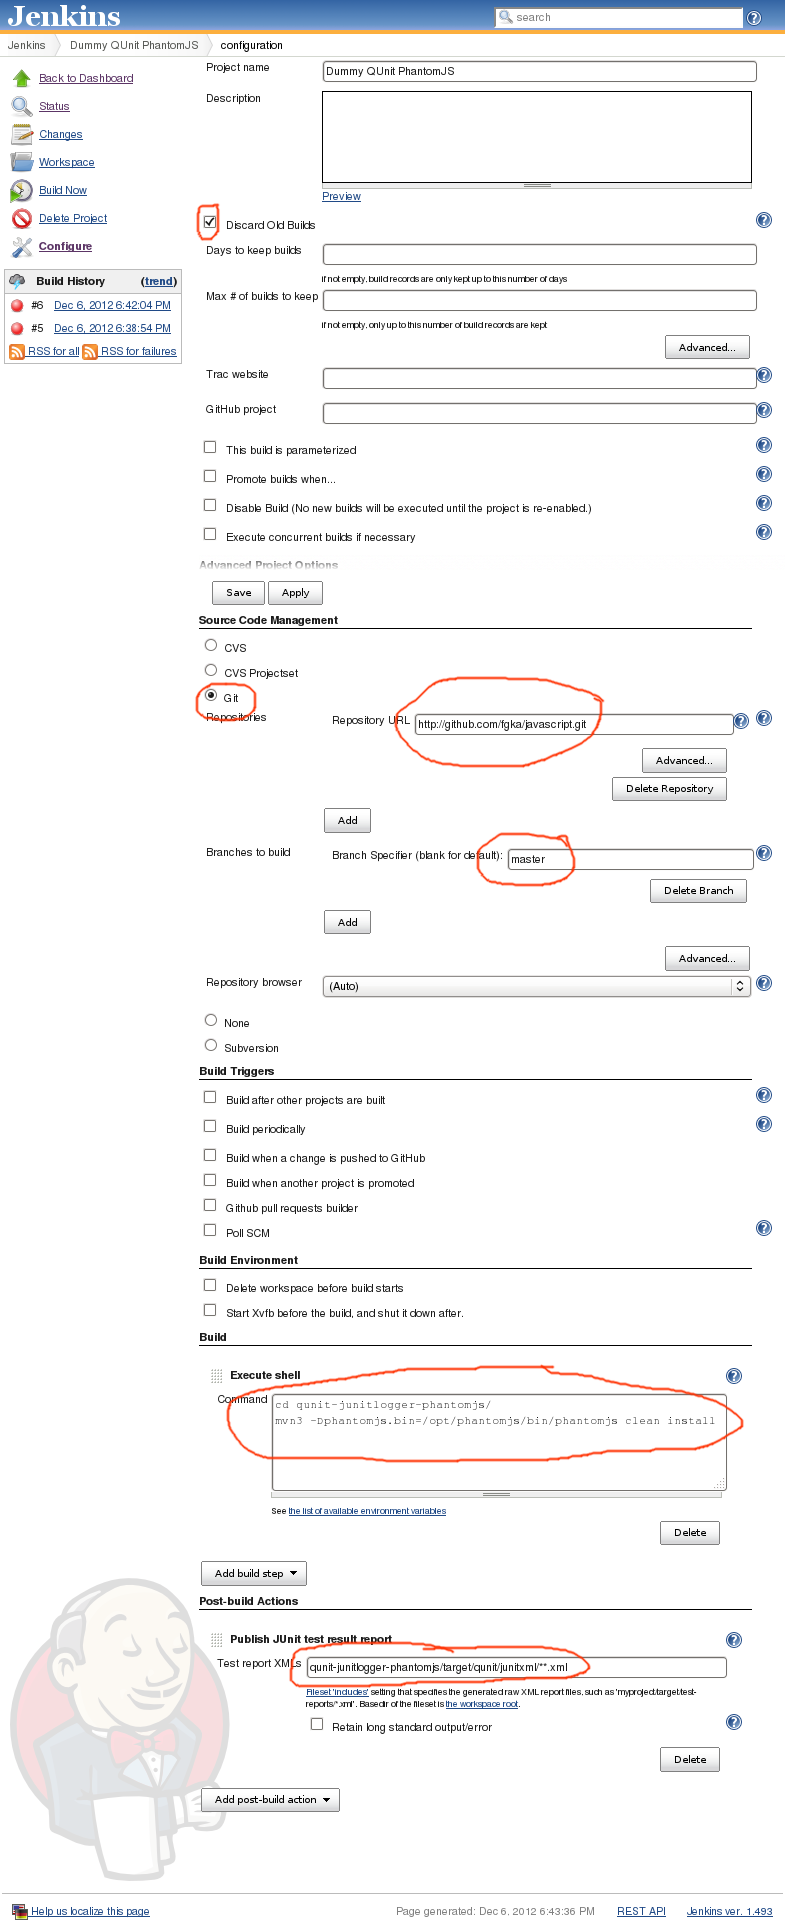 Jenkins
search
Jenkins Dummy QUnit PhantomJS configuration
Back to Dashboard
Status
Changes
Workspace
Build Now
Delete Project
Configure
Build History (trend)
#6 Dec 6, 2012 6:42:04 PM
#5 Dec 6, 2012 6:38:54 PM
RSS for all RSS for failures
Project name Dummy QUnit PhantomJS
Description
Preview
Discard Old Builds
Days to keep builds
if not empty, build records are only kept up to this number of days
Max # of builds to keep
if not empty, only up to this number of build records are kept
Advanced...
Trac website
GitHub project
This build is parameterized
Promote builds when...
Disable Build (No new builds will be executed until the project is re-enabled.)
Execute concurrent builds if necessary
Advanced Project Options
Save Apply
Source Code Management
CVS
CVS Projectset
Git
Repositories Repository URL http://github.com/fgka/javascript.git
Advanced...
Delete Repository
Add
Branches to build Branch Specifier (blank for default): master
Delete Branch
Add
Advanced...
Repository browser (Auto)
None
Subversion
Build Triggers
Build after other projects are built
Build periodically
Build when a change is pushed to GitHub
Build when another project is promoted
Github pull requests builder
Poll SCM
Build Environment
Delete workspace before build starts
Start Xvfb before the build, and shut it down after.
Build
Execute shell
Command cd qunit-junitlogger-phantomjs/
mvn3 -Dphantomjs.bin=/opt/phantomjs/bin/phantomjs clean install
See the list of available environment variables
Delete
Add build step
Post-build Actions
Publish JUnit test result report
Test report XMLs qunit-junitlogger-phantomjs/target/qunit/junitxml/**.xml
Fileset 'includes' setting that specifies the generated raw XML report files, such as 'myproject/target/test-
reports/*.xml'. Basedir of the fileset is the workspace root.
Retain long standard output/error
Delete
Add post-build action
Help us localize this page Page generated: Dec 6, 2012 6:43:36 PM REST API Jenkins ver. 1.493